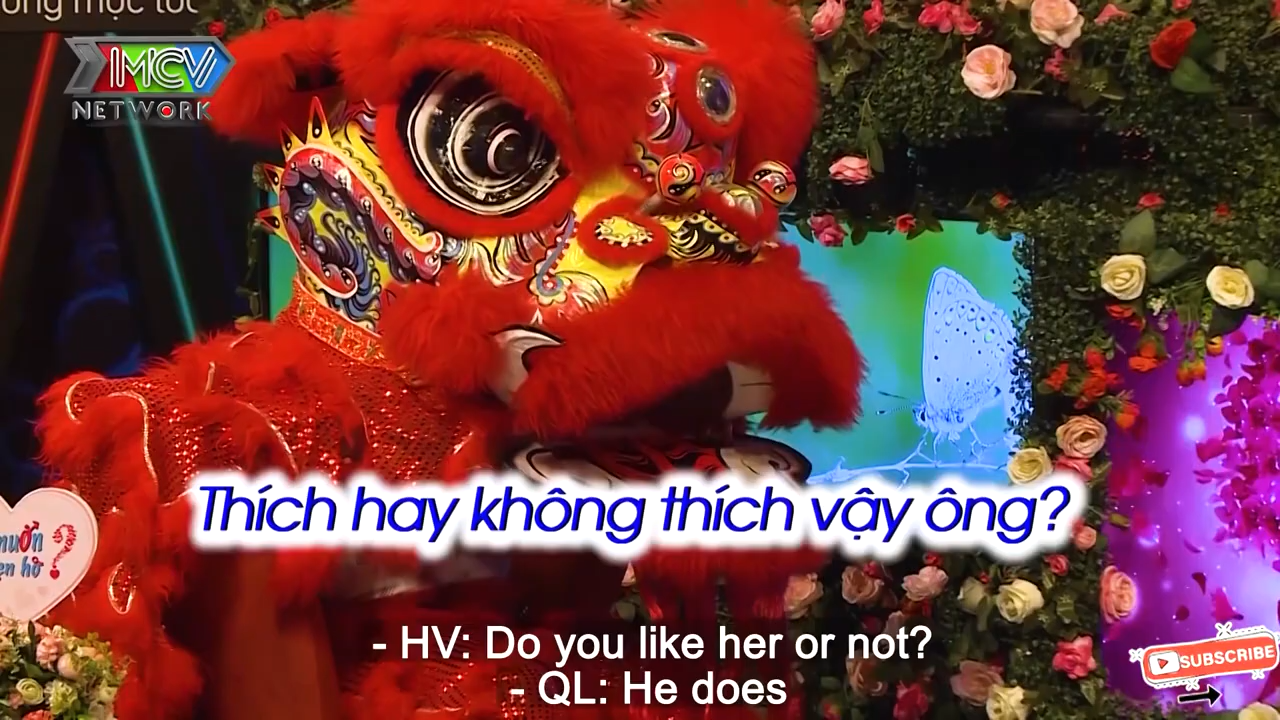 MCV
NETWORK
Thích hay không thích vậy ông?
- HV: Do you like her or not?
- QL: He does
SUBSCRIBE